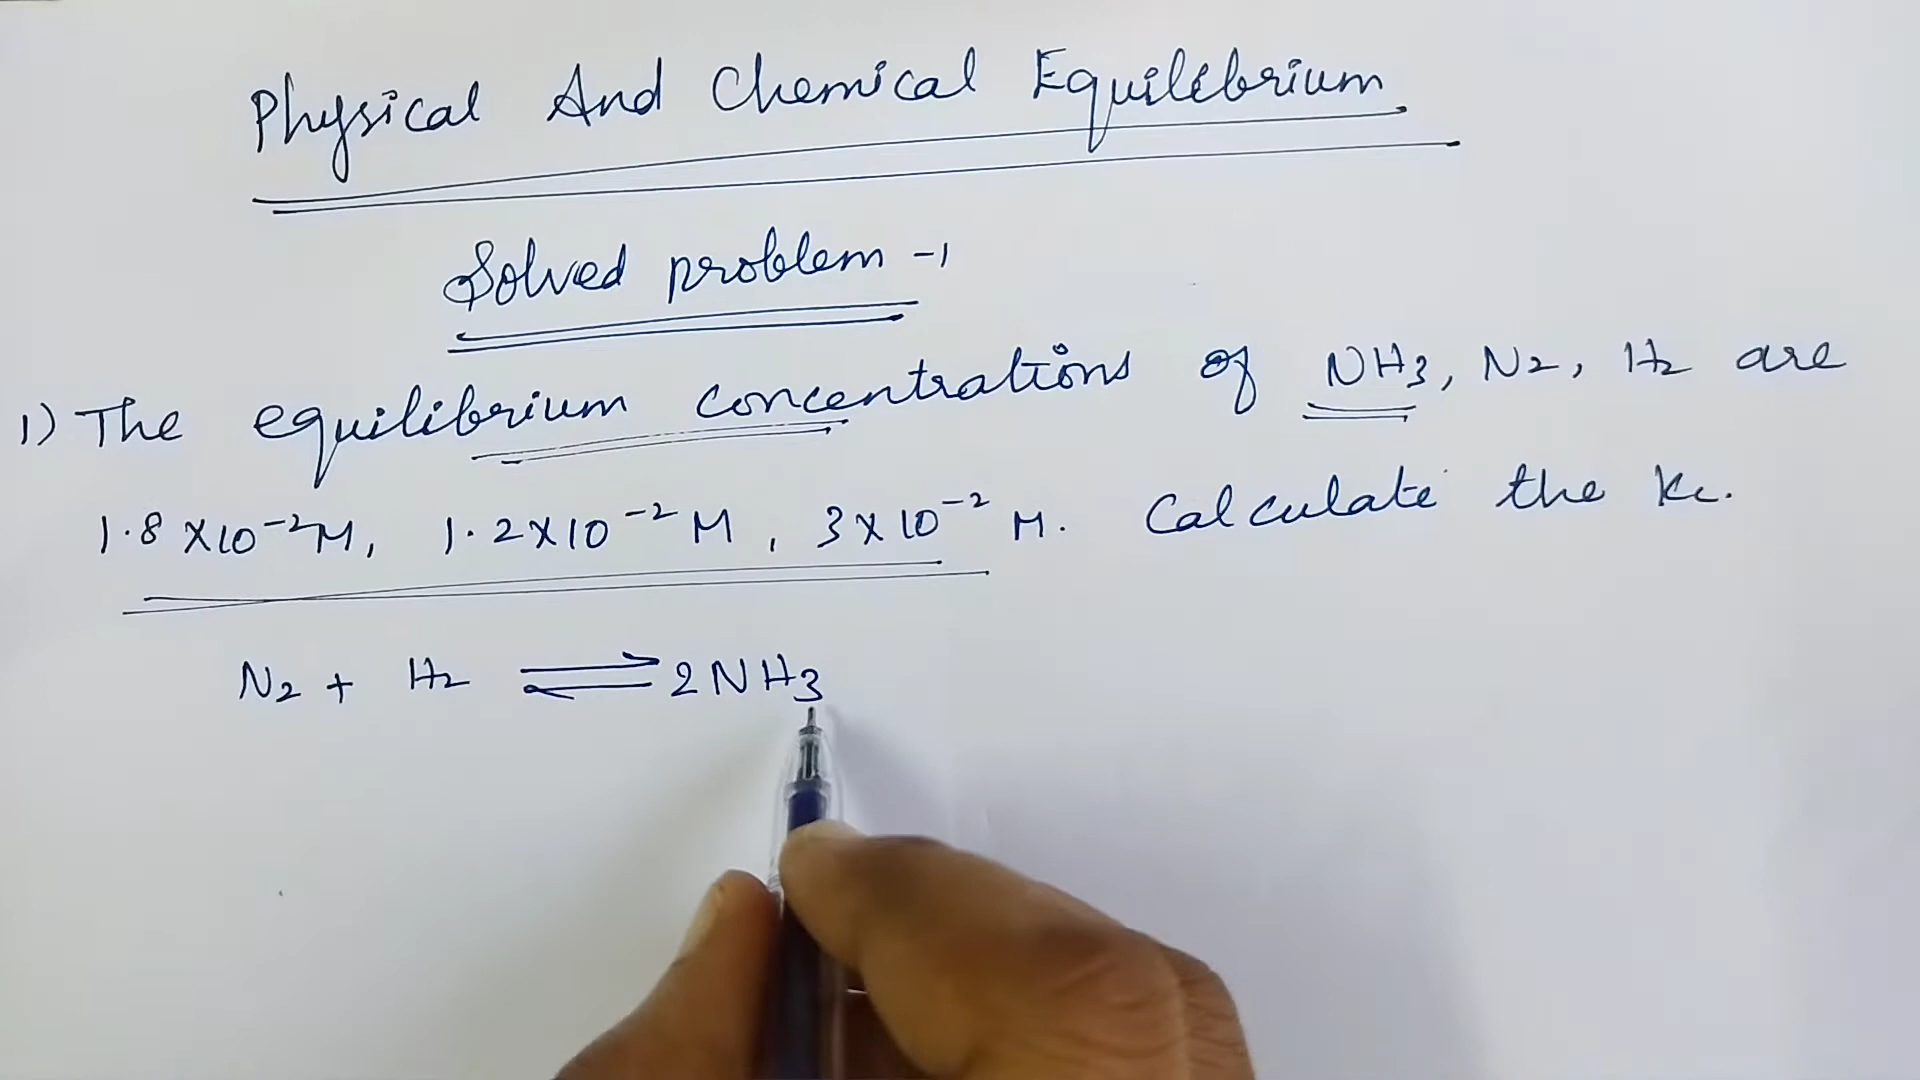 Physical And Chemical Equilibrium
Solved problem -1
1) The equilibrium concentrations of NH3, N2, H2 are
1.8 x10⁻²M, 1.2x10⁻² M, 3x10⁻² M. Calculate the Kc.
N2 + H2 ⇌ 2NH3